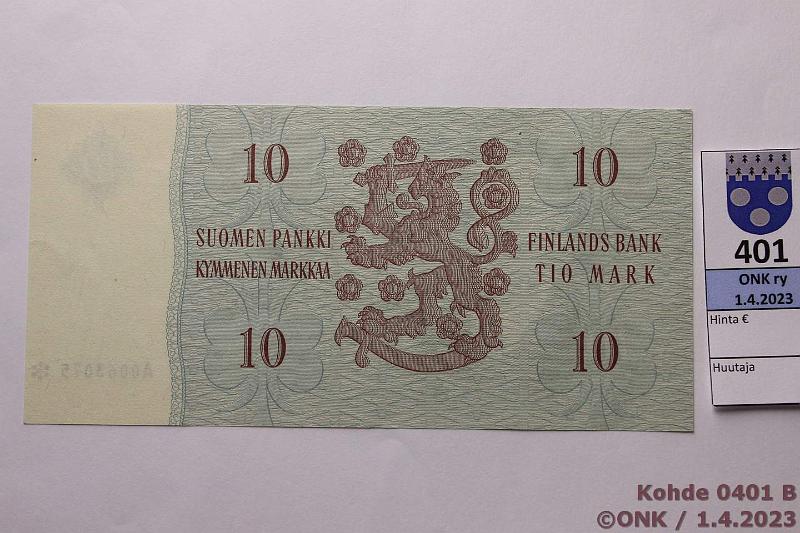 10
10
SUOMEN PANKKI
KYMMENEN MARKKAA
FINLANDS BANK
TIO MARK
10
10
A0063075 *
401
ONK ry
1.4.2023
Hinta €
Huutaja
Kohde 0401 B
©ONK / 1.4.2023